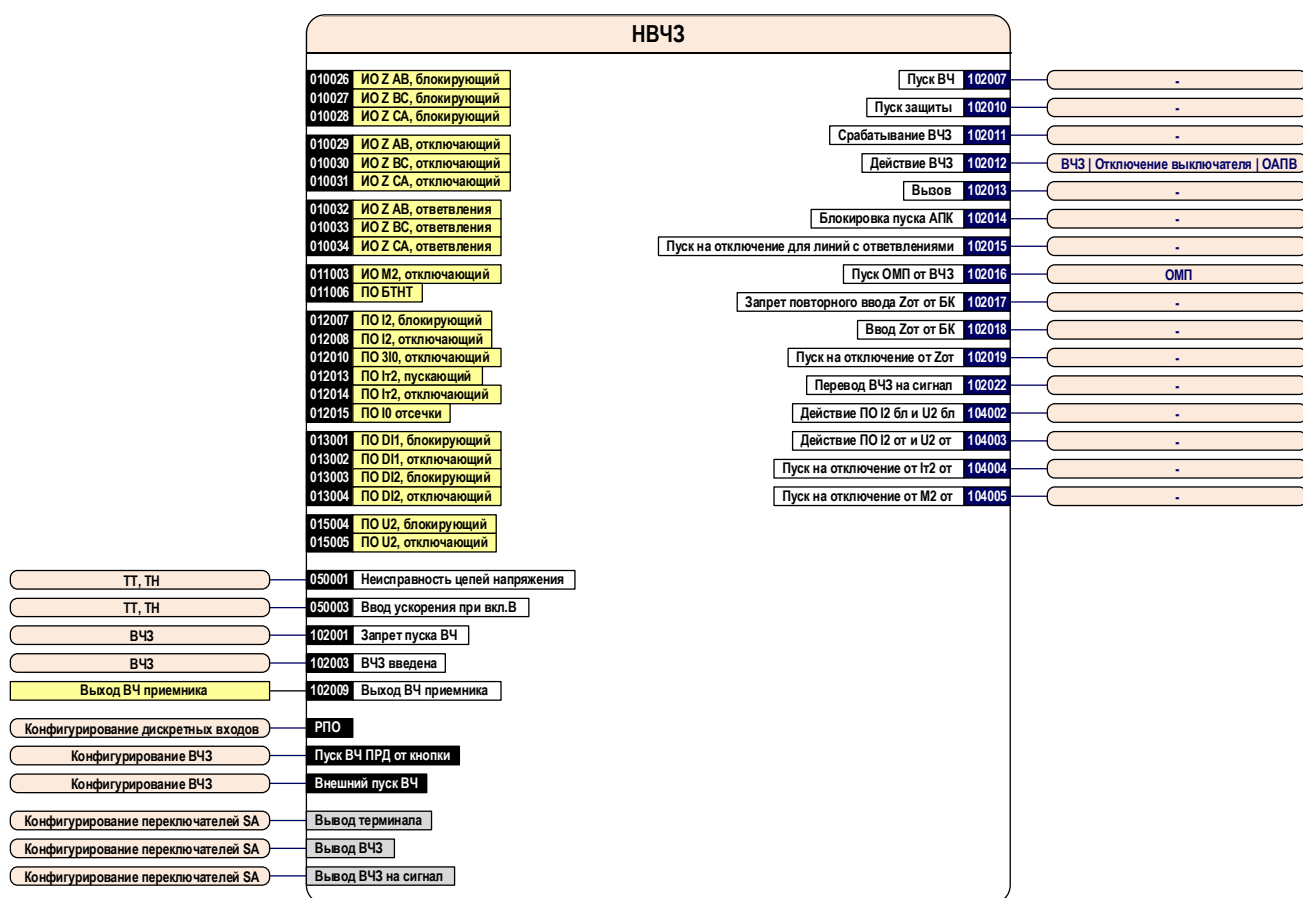 НВЧЗ
010026 ИО Z АВ, блокирующий
010027 ИО Z ВС, блокирующий
010028 ИО Z СА, блокирующий
010029 ИО Z АВ, отключающий
010030 ИО Z ВС, отключающий
010031 ИО Z СА, отключающий
010032 ИО Z АВ, ответвления
010033 ИО Z ВС, ответвления
010034 ИО Z СА, ответвления
011003 ИО М2, отключающий
011006 ПО БТНТ
012007 ПО I2, блокирующий
012008 ПО I2, отключающий
012010 ПО 3I0, отключающий
012013 ПО Iт2, пускающий
012014 ПО Iт2, отключающий
012015 ПО I0 отсечки
013001 ПО DI1, блокирующий
013002 ПО DI1, отключающий
013003 ПО DI2, блокирующий
013004 ПО DI2, отключающий
015004 ПО U2, блокирующий
015005 ПО U2, отключающий
ТТ, ТН 050001 Неисправность цепей напряжения
ТТ, ТН 050003 Ввод ускорения при вкл.В
ВЧЗ 102001 Запрет пуска ВЧ
ВЧЗ 102003 ВЧЗ введена
Выход ВЧ приемника 102009 Выход ВЧ приемника
Конфигурирование дискретных входов РПО
Конфигурирование ВЧЗ Пуск ВЧ ПРД от кнопки
Конфигурирование ВЧЗ Внешний пуск ВЧ
Конфигурирование переключателей SA Вывод терминала
Конфигурирование переключателей SA Вывод ВЧЗ
Конфигурирование переключателей SA Вывод ВЧЗ на сигнал
Пуск ВЧ 102007 -
Пуск защиты 102010 -
Срабатывание ВЧЗ 102011 -
Действие ВЧЗ 102012 ВЧЗ | Отключение выключателя | ОАПВ
Вызов 102013 -
Блокировка пуска АПК 102014 -
Пуск на отключение для линий с ответвлениями 102015 -
Пуск ОМП от ВЧЗ 102016 ОМП
Запрет повторного ввода Zот от БК 102017 -
Ввод Zот от БК 102018 -
Пуск на отключение от Zот 102019 -
Перевод ВЧЗ на сигнал 102022 -
Действие ПО I2 бл и U2 бл 104002 -
Действие ПО I2 от и U2 от 104003 -
Пуск на отключение от Iт2 от 104004 -
Пуск на отключение от М2 от 104005 -